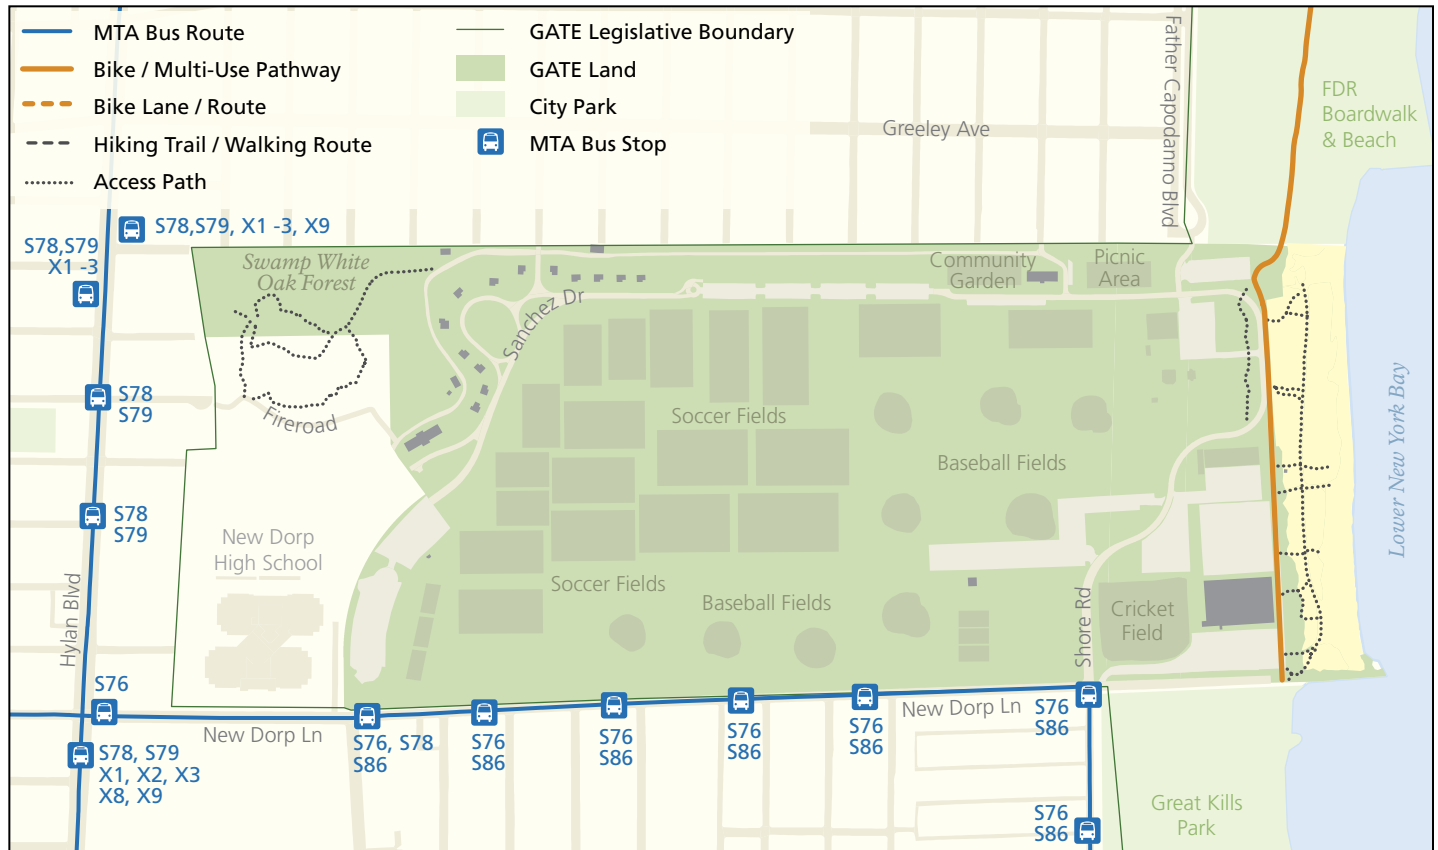 MTA Bus Route
Bike / Multi-Use Pathway
Bike Lane / Route
Hiking Trail / Walking Route
Access Path
GATE Legislative Boundary
GATE Land
City Park
MTA Bus Stop
Greeley Ave
Father Capodanno Blvd
FDR
Boardwalk
& Beach
S78,S79, X1 -3, X9
S78,S79
X1 -3
Swamp White
Oak Forest
Sanchez Dr
Community
Garden
Picnic
Area
S78
S79
Fireroad
Soccer Fields
Baseball Fields
Lower New York Bay
S78
S79
New Dorp
High School
Soccer Fields
Baseball Fields
Cricket
Field
Shore Rd
Hylan Blvd
S76
New Dorp Ln
S78, S79
X1, X2, X3
X8, X9
S76, S78
S86
S76
S86
S76
S86
S76
S86
S76
S86
New Dorp Ln
S76
S86
S76
S86
Great Kills
Park